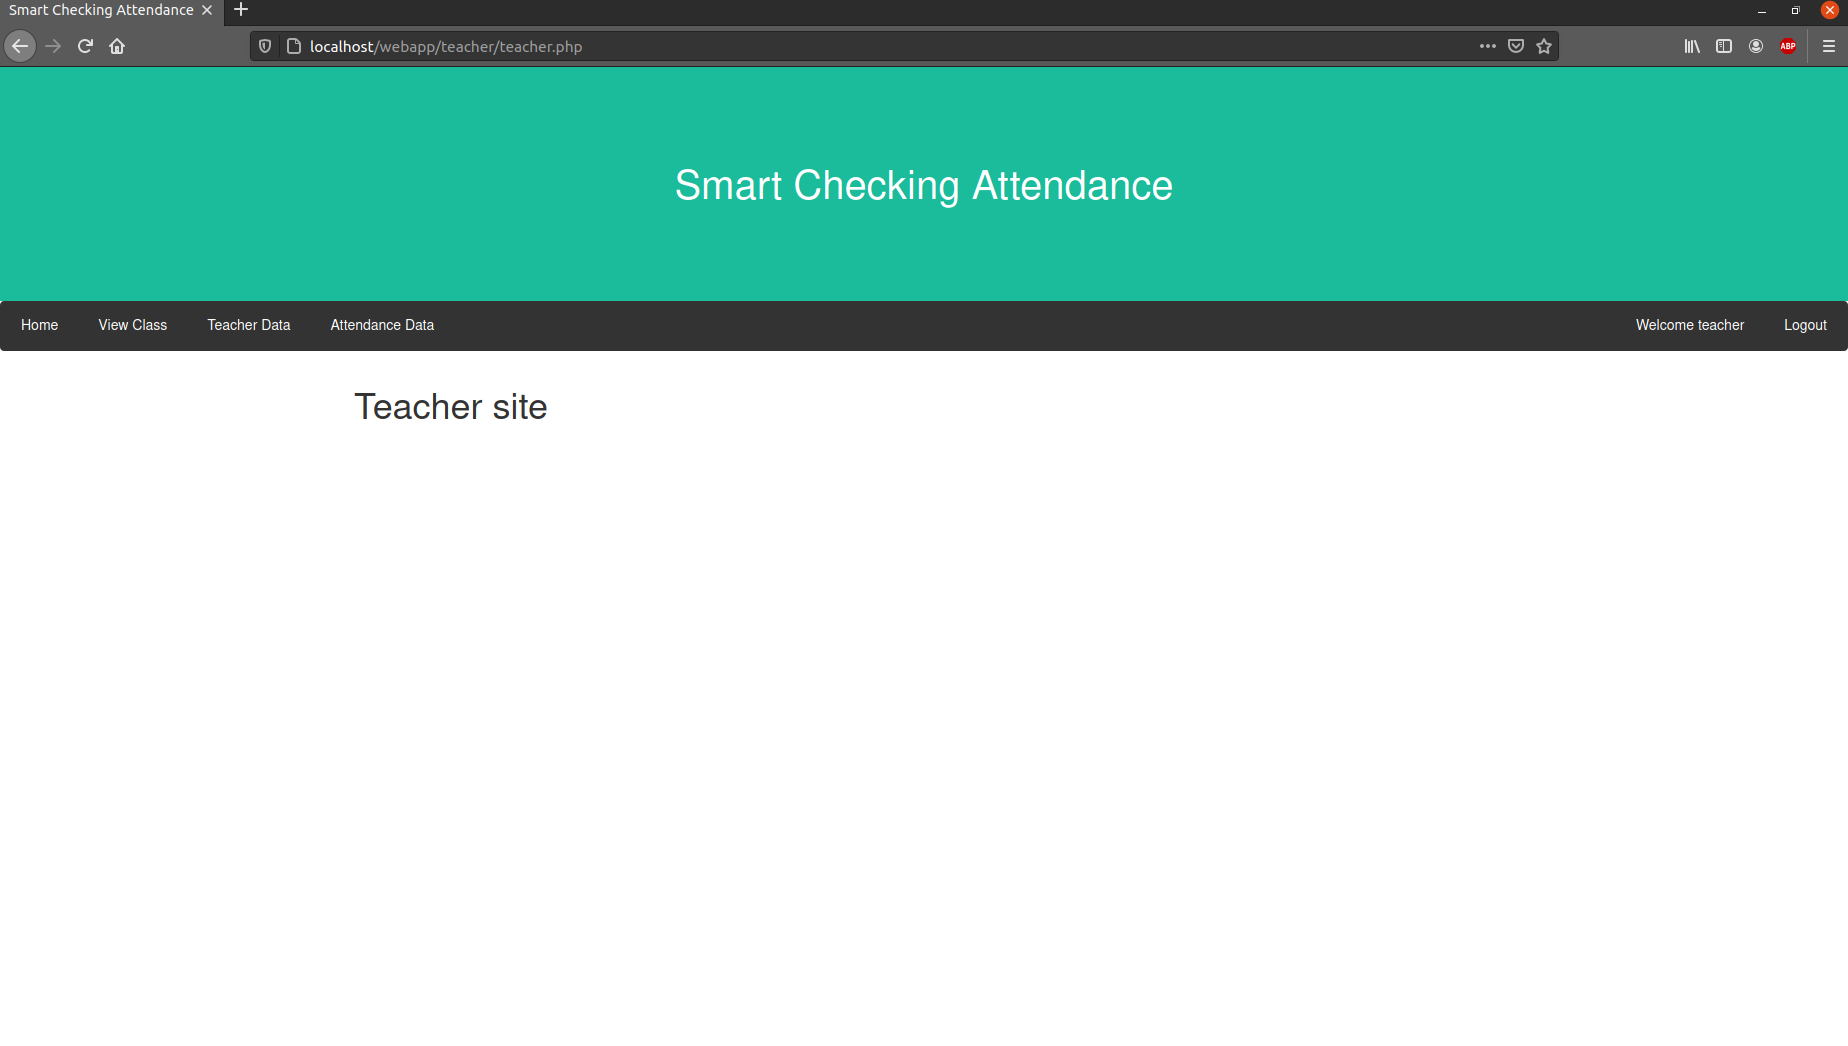 Smart Checking Attendance
localhost/webapp/teacher/teacher.php
ABP
Smart Checking Attendance
Home View Class Teacher Data Attendance Data Welcome teacher Logout
Teacher site